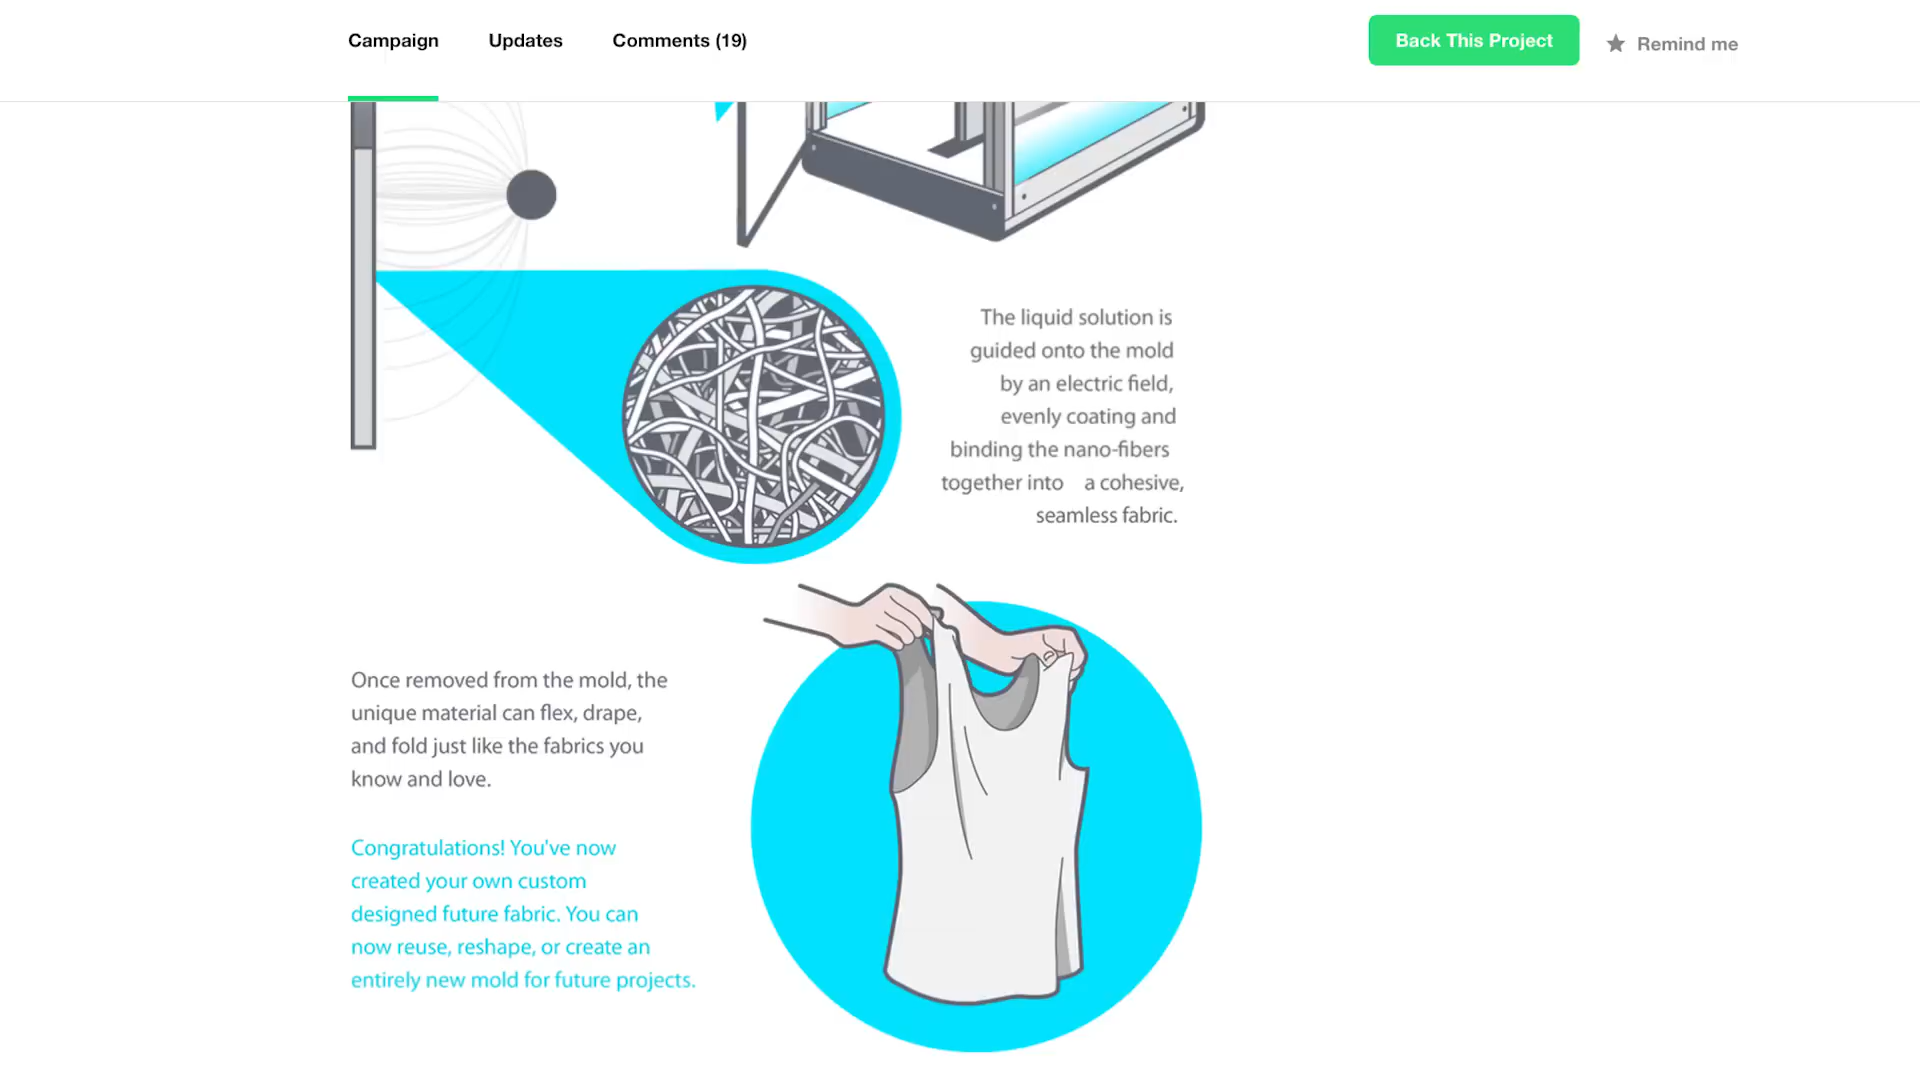 Campaign Updates Comments (19) Back This Project Remind me
The liquid solution is
guided onto the mold
by an electric field,
evenly coating and
binding the nano-fibers
together into a cohesive,
seamless fabric.
Once removed from the mold, the
unique material can flex, drape,
and fold just like the fabrics you
know and love.
Congratulations! You've now
created your own custom
designed future fabric. You can
now reuse, reshape, or create an
entirely new mold for future projects.